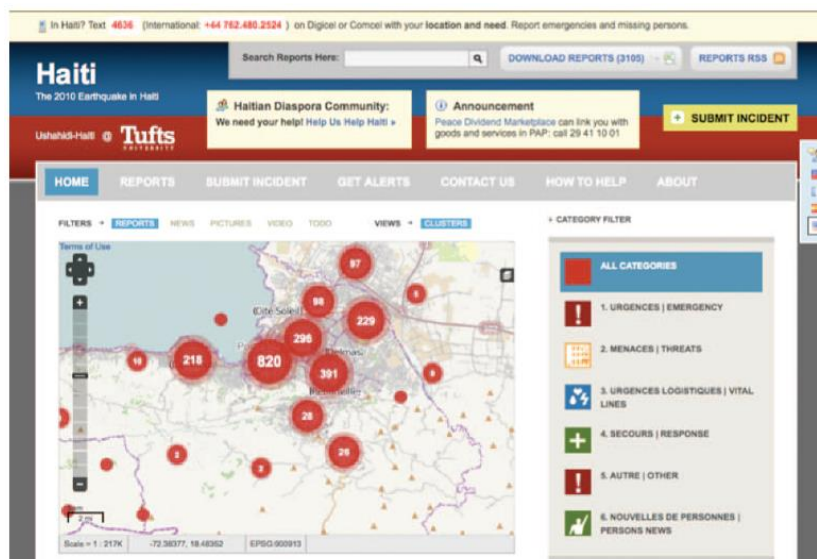 In Haiti? Text 4636 (International: +44 762.480.2524 ) on Digicel or Comcel with your location and need. Report emergencies and missing persons.
Search Reports Here:
DOWNLOAD REPORTS (3105)
REPORTS RSS
Haiti
The 2010 Earthquake in Haiti
Haitian Diaspora Community:
We need your help! Help Us Help Haiti »
Announcement
Peace Dividend Marketplace can link you with
goods and services in PAP: call 29 41 10 01
SUBMIT INCIDENT
Ushahidi-Haiti @ Tufts
UNIVERSITY
HOME REPORTS SUBMIT INCIDENT GET ALERTS CONTACT US HOW TO HELP ABOUT
FILTERS → REPORTS NEWS PICTURES VIDEO TODO VIEWS → CLUSTERS
+ CATEGORY FILTER
Terms of Use
97
98
(Cite Soleil)
229
296
218
820
391
10
28
26
2
3
2 mi
Scale = 1 : 217K -72.38377, 18.48352 EPSG:900913
ALL CATEGORIES
1. URGENCES | EMERGENCY
2. MENACES | THREATS
3. URGENCES LOGISTIQUES | VITAL
LINES
4. SECOURS | RESPONSE
5. AUTRE | OTHER
6. NOUVELLES DE PERSONNES |
PERSONS NEWS